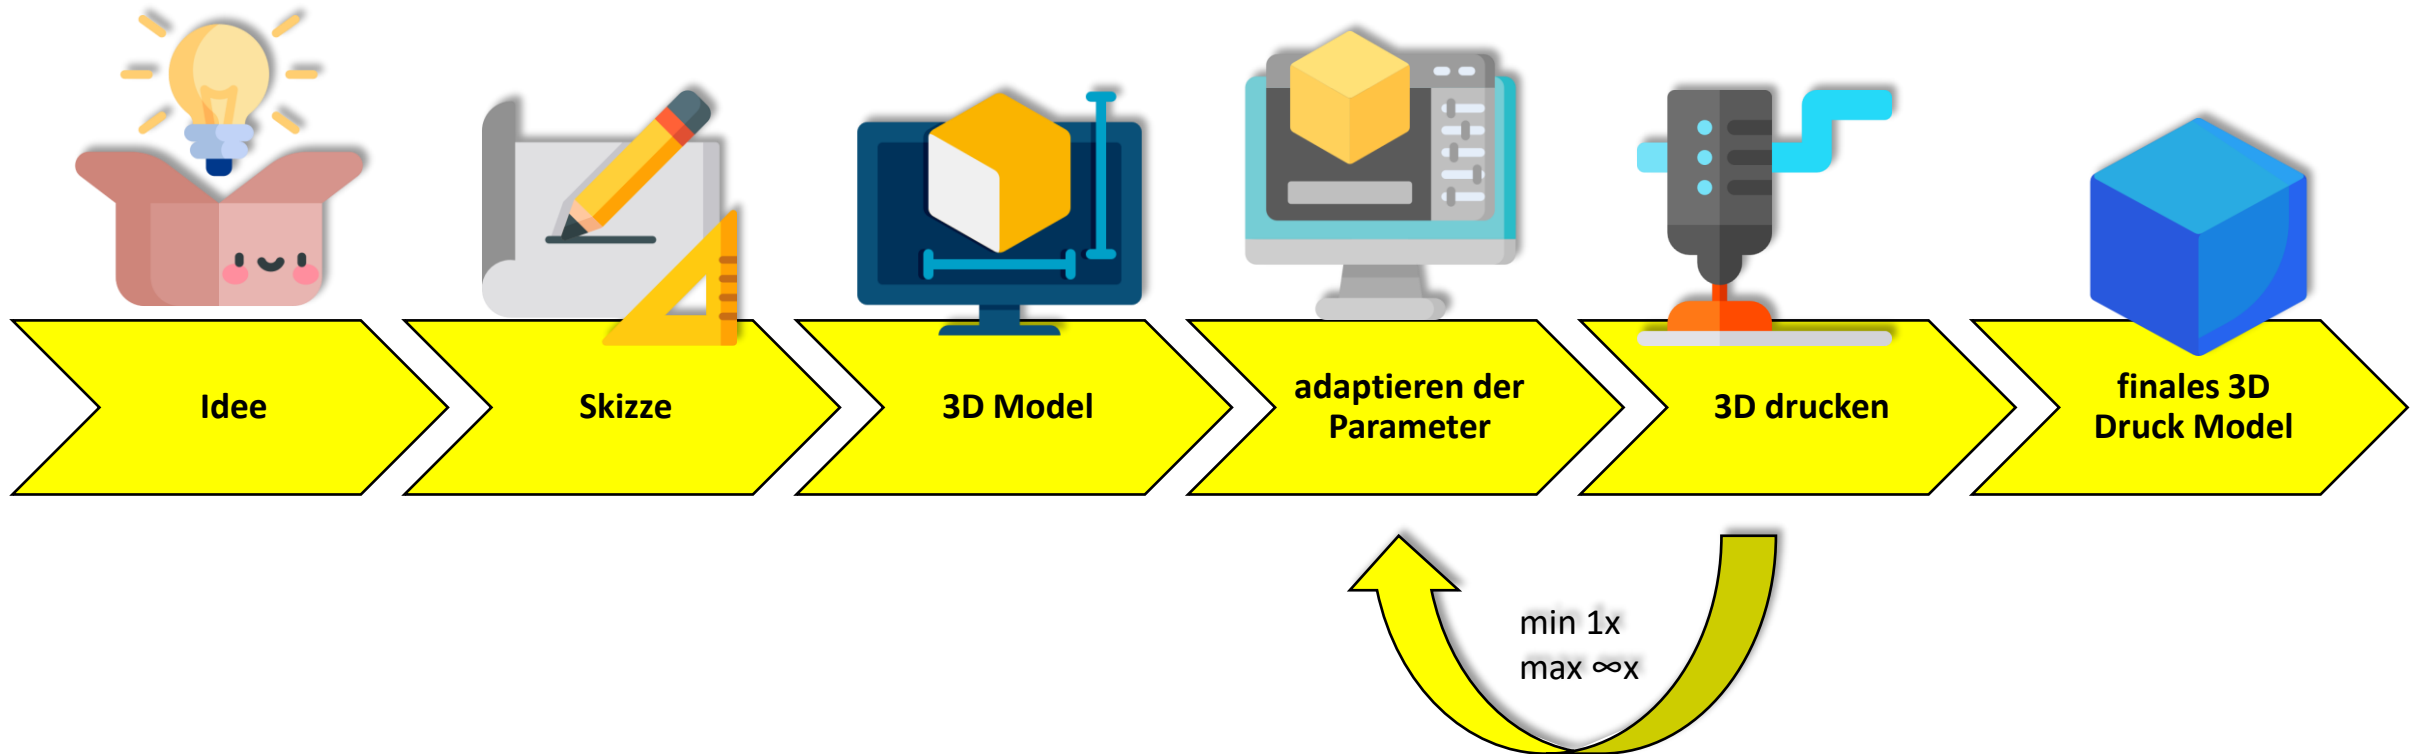 Idee
Skizze
3D Model
adaptieren der
Parameter
3D drucken
finales 3D
Druck Model
min 1x
max ∞x